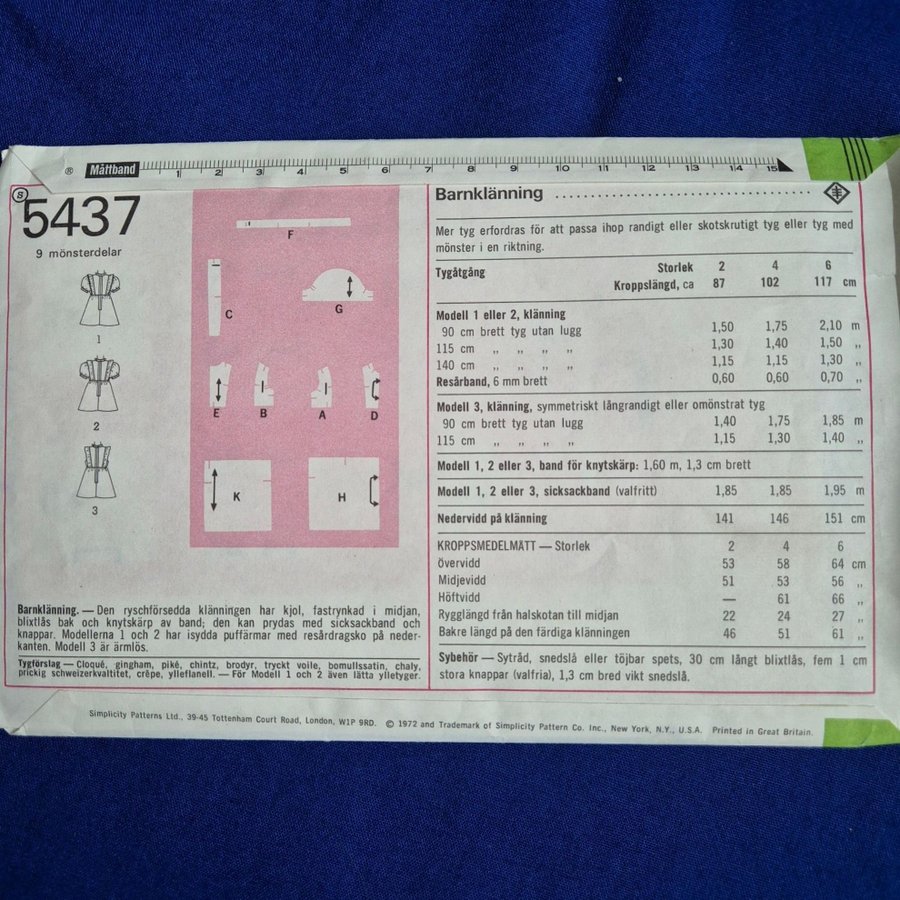 ® Måttband 1 2 3 4 5 6 7 8 9 10 11 12 13 14 15
S
5437
9 mönsterdelar
1
2
3
F
C
G
E B A D
K H
Barnklänning. — Den ryschförsedda klänningen har kjol, fastrynkad i midjan,
blixtlås bak och knytskärp av band; den kan prydas med sicksackband och
knappar. Modellerna 1 och 2 har isydda puffärmar med resårdragsko på neder-
kanten. Modell 3 är ärmlös.
Tygförslag — Cloqué, gingham, piké, chintz, brodyr, tryckt voile, bomullssatin, chaly,
prickig schweizerkvaltitet, crêpe, ylleflanell. — För Modell 1 och 2 även lätta ylletyger.
Barnklänning ........................................
Mer tyg erfordras för att passa ihop randigt eller skotskrutigt tyg eller tyg med
mönster i en riktning.
Tygåtgång Storlek 2 4 6
Kroppslängd, ca 87 102 117 cm
Modell 1 eller 2, klänning
90 cm brett tyg utan lugg 1,50 1,75 2,10 m
115 cm „ „ „ „ 1,30 1,40 1,50 „
140 cm „ „ „ „ 1,15 1,15 1,30 „
Resårband, 6 mm brett 0,60 0,60 0,70 „
Modell 3, klänning, symmetriskt långrandigt eller omönstrat tyg
90 cm brett tyg utan lugg 1,40 1,75 1,85 m
115 cm „ „ „ „ 1,15 1,30 1,40 „
Modell 1, 2 eller 3, band för knytskärp: 1,60 m, 1,3 cm brett
Modell 1, 2 eller 3, sicksackband (valfritt) 1,85 1,85 1,95 m
Nedervidd på klänning 141 146 151 cm
KROPPSMEDELMÅTT — Storlek 2 4 6
Övervidd 53 58 64 cm
Midjevidd 51 53 56 „
Höftvidd — 61 66 „
Rygglängd från halskotan till midjan 22 24 27 „
Bakre längd på den färdiga klänningen 46 51 61 „
Sybehör — Sytråd, snedslå eller töjbar spets, 30 cm långt blixtlås, fem 1 cm
stora knappar (valfria), 1,3 cm bred vikt snedslå.
Simplicity Patterns Ltd., 39-45 Tottenham Court Road, London, W1P 9RD. © 1972 and Trademark of Simplicity Pattern Co. Inc., New York, N.Y., U.S.A. Printed in Great Britain.